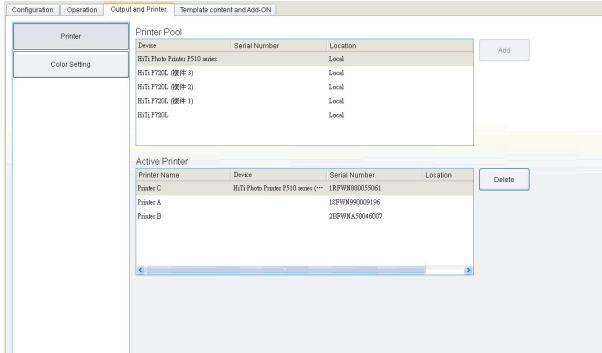 Configuration Operation Output and Printer Template content and Add-ON
Printer
Color Setting
Printer Pool
Device Serial Number Location
HiTi Photo Printer P510 series Local
HiTi P720L (複件 3) Local
HiTi P720L (複件 2) Local
HiTi P720L (複件 1) Local
HiTi P720L Local
Add
Active Printer
Printer Name Device Serial Number Location
Printer C HiTi Photo Printer P510 series (··· 1RFWN880055061
Printer A 1SFWN990009196
Printer B 2BFWNA50046007
Delete